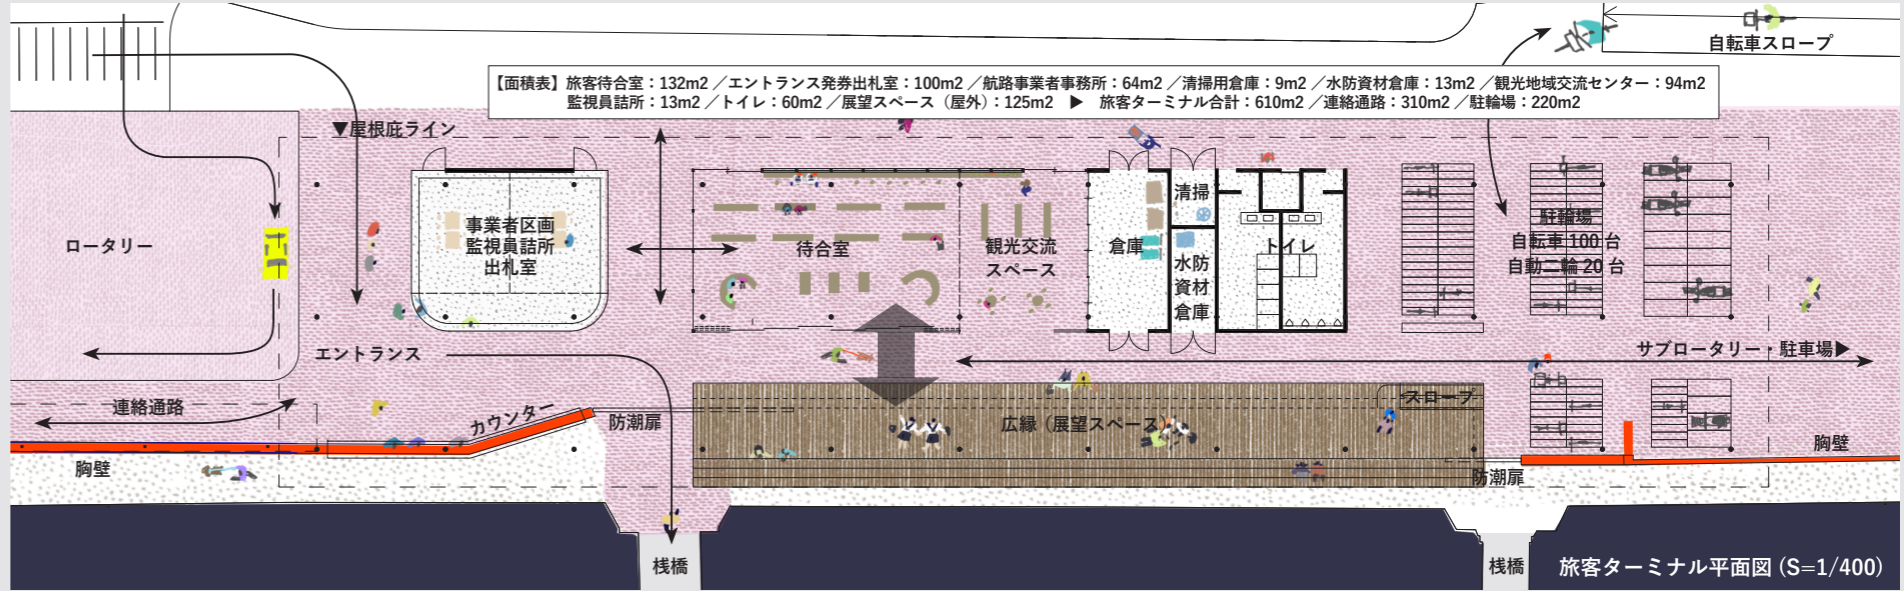 自転車スロープ
【面積表】旅客待合室：132m2 ／エントランス発券出札室：100m2 ／航路事業者事務所：64m2 ／清掃用倉庫：9m2 ／水防資材倉庫：13m2 ／観光地域交流センター：94m2
監視員詰所：13m2 ／トイレ：60m2 ／展望スペース（屋外）：125m2 ▶ 旅客ターミナル合計：610m2 ／連絡通路：310m2 ／駐輪場：220m2
▼屋根庇ライン
ロータリー
事業者区画
監視員詰所
出札室
待合室
観光交流
スペース
倉庫
清掃
水防
資材
倉庫
トイレ
駐輪場
自転車 100 台
自動二輪 20 台
エントランス
サブロータリー・駐車場▶
連絡通路
カウンター
防潮扉
広縁（展望スペース）
スロープ
胸壁
胸壁
防潮扉
桟橋
桟橋
旅客ターミナル平面図 (S=1/400)